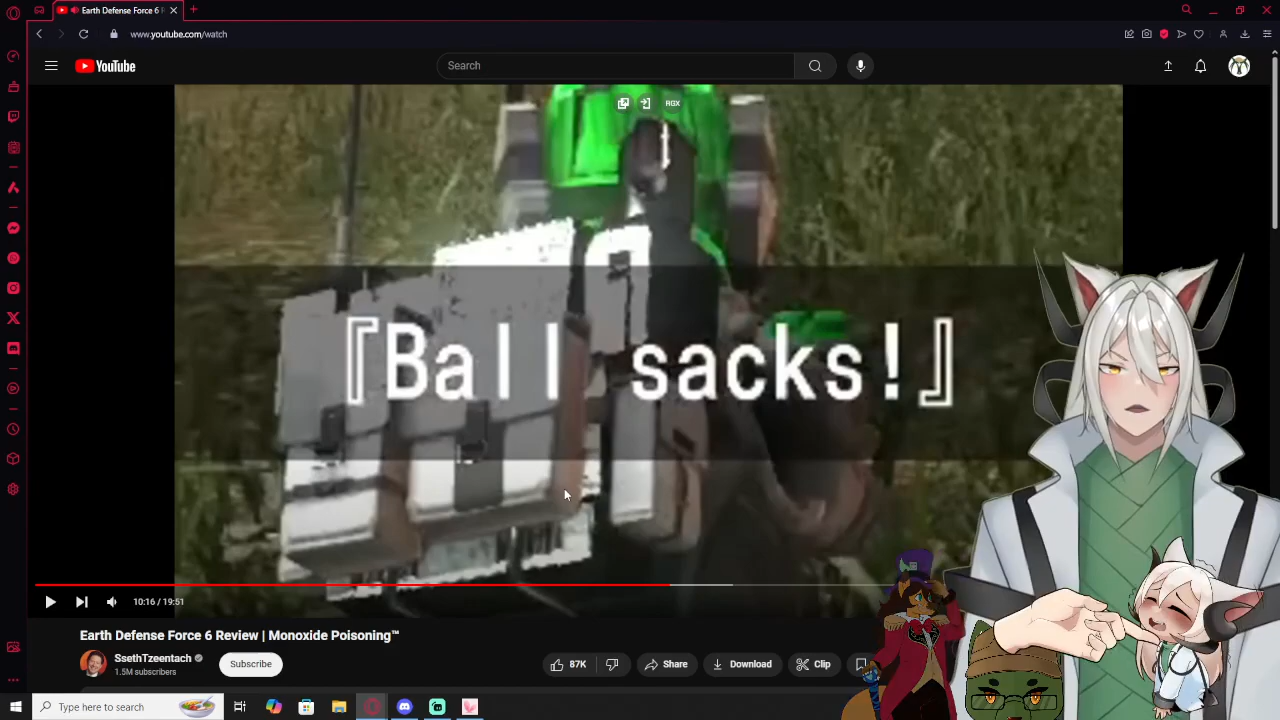 Earth Defense Force 6 R
www.youtube.com/watch
YouTube
Search
RGX
『Ball sacks!』
10:16 / 19:51
Earth Defense Force 6 Review | Monoxide Poisoning™
SsethTzeentach
1.5M subscribers
Subscribe
87K
Share
Download
Clip
Type here to search